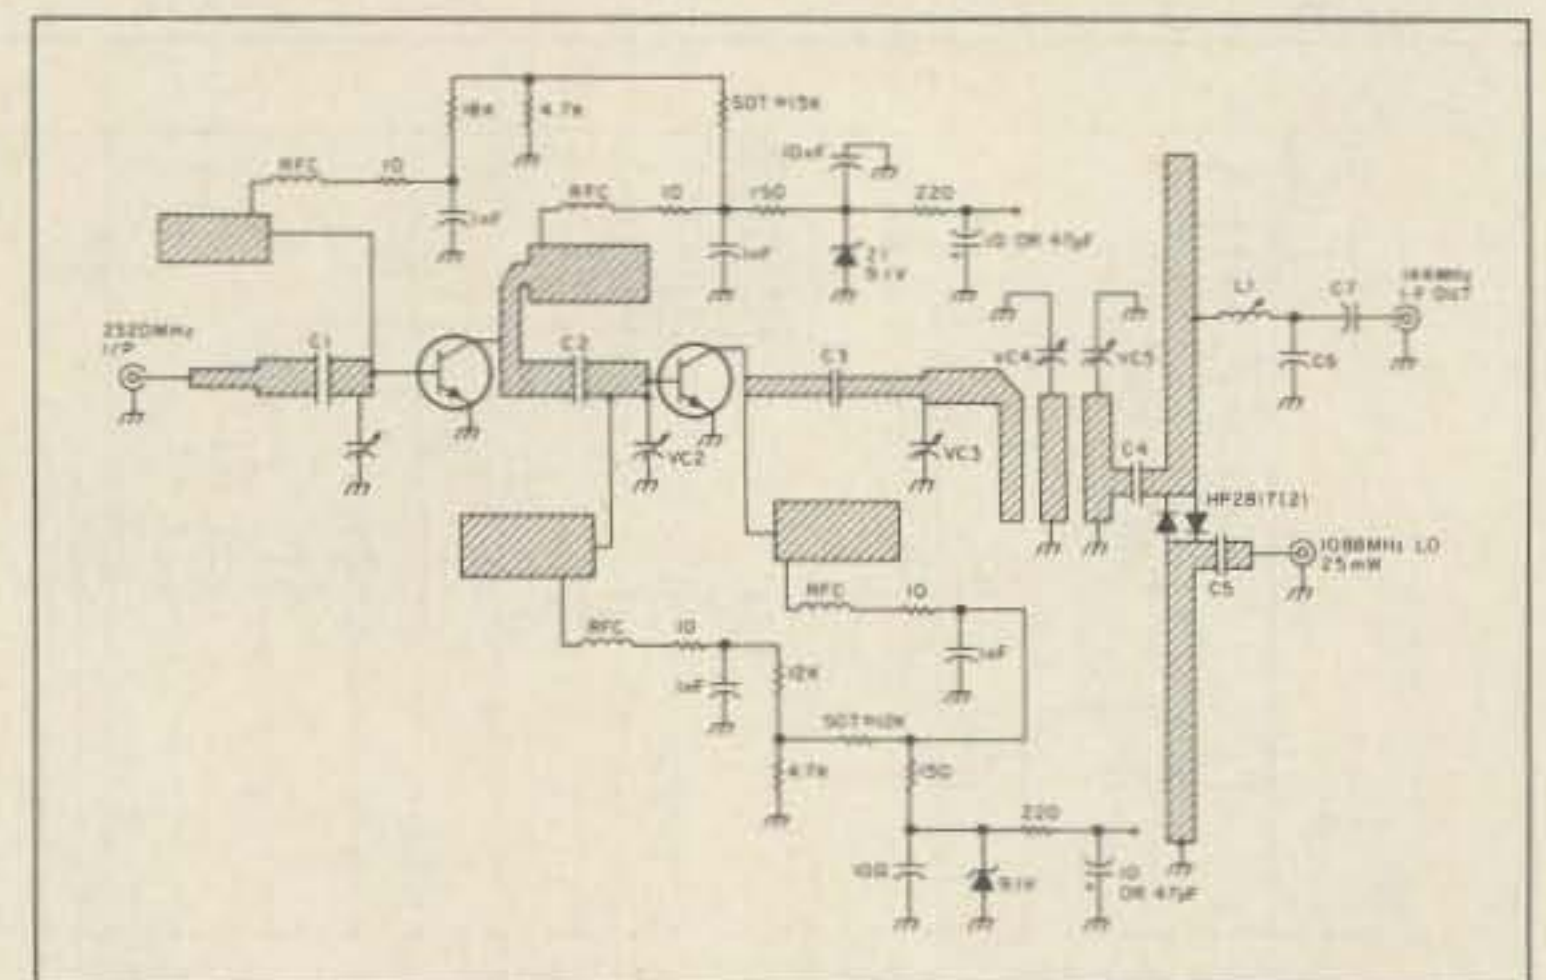 18K
4.7K
SOT≈15K
RFC
10
10nF
RFC
10
150
220
1nF
1nF
Z1
9.1V
10 OR 47µF
2320MHz
I/P
C1
C2
C3
VC4
VC5
L1
C7
144MHz
I-F OUT
C6
VC2
VC3
C4
HP2817(2)
1088MHz LO
25mW
C5
RFC
10
RFC
10
1nF
1nF
12K
SOT≈12K
4.7K
150
220
9.1V
10
OR 47µF